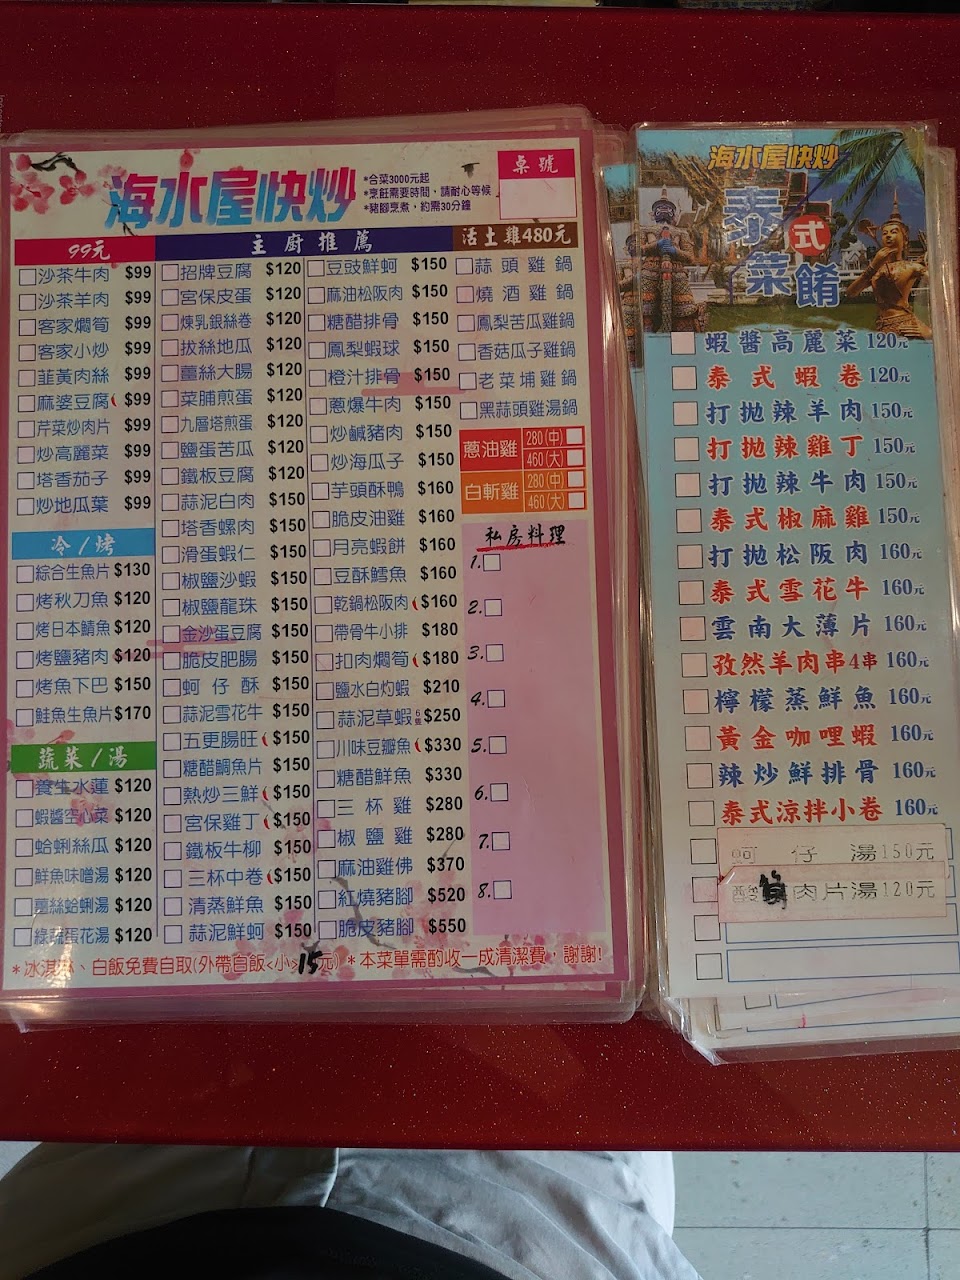 海水屋快炒
*合菜3000元起
*烹飪需要時間,請耐心等候
*豬腳烹煮,約需30分鐘
桌號
99元
沙茶牛肉 $99
沙茶羊肉 $99
客家燜筍 $99
客家小炒 $99
韮黃肉絲 $99
麻婆豆腐 $99
芹菜炒肉片 $99
炒高麗菜 $99
塔香茄子 $99
炒地瓜葉 $99
冷/烤
綜合生魚片 $130
烤秋刀魚 $120
烤日本鯖魚 $120
烤鹽豬肉 $120
烤魚下巴 $150
鮭魚生魚片 $170
蔬菜/湯
養生水蓮 $120
蝦醬空心菜 $120
蛤蜊絲瓜 $120
鮮魚味噌湯 $120
薑絲蛤蜊湯 $120
綠蔬蛋花湯 $120
主廚推薦
招牌豆腐 $120
宮保皮蛋 $120
煉乳銀絲卷 $120
拔絲地瓜 $120
薑絲大腸 $120
菜脯煎蛋 $120
九層塔煎蛋 $120
鹽蛋苦瓜 $120
鐵板豆腐 $120
蒜泥白肉 $150
塔香螺肉 $150
滑蛋蝦仁 $150
椒鹽沙蝦 $150
椒鹽龍珠 $150
金沙蛋豆腐 $150
脆皮肥腸 $150
蚵仔酥 $150
蒜泥雪花牛 $150
五更腸旺 $150
糖醋鯛魚片 $150
熱炒三鮮 $150
宮保雞丁 $150
鐵板牛柳 $150
三杯中卷 $150
清蒸鮮魚 $150
蒜泥鮮蚵 $150
豆豉鮮蚵 $150
麻油松阪肉 $150
糖醋排骨 $150
鳳梨蝦球 $150
橙汁排骨 $150
蔥爆牛肉 $150
炒鹹豬肉 $150
炒海瓜子 $150
芋頭酥鴨 $160
脆皮油雞 $160
月亮蝦餅 $160
豆酥鱈魚 $160
乾鍋松阪肉 $160
帶骨牛小排 $180
扣肉燜筍 $180
鹽水白灼蝦 $210
蒜泥草蝦6隻 $250
川味豆瓣魚 $330
糖醋鮮魚 $330
三杯雞 $280
椒鹽雞 $280
麻油雞佛 $370
紅燒豬腳 $520
脆皮豬腳 $550
活土雞480元
蒜頭雞鍋
燒酒雞鍋
鳳梨苦瓜雞鍋
香菇瓜子雞鍋
老菜埔雞鍋
黑蒜頭雞湯鍋
蔥油雞 280(中)
460(大)
白斬雞 280(中)
460(大)
私房料理
1.
2.
3.
4.
5.
6.
7.
8.
*冰淇淋、白飯免費自取(外帶白飯<小>15元)*本菜單需酌收一成清潔費,謝謝!
海水屋快炒
泰式菜餚
蝦醬高麗菜 120元
泰式蝦卷 120元
打拋辣羊肉 150元
打拋辣雞丁 150元
打拋辣牛肉 150元
泰式椒麻雞 150元
打拋松阪肉 160元
泰式雪花牛 160元
雲南大薄片 160元
孜然羊肉串4串 160元
檸檬蒸鮮魚 160元
黃金咖哩蝦 160元
辣炒鮮排骨 160元
泰式涼拌小卷 160元
蚵仔湯150元
酸筍肉片湯120元